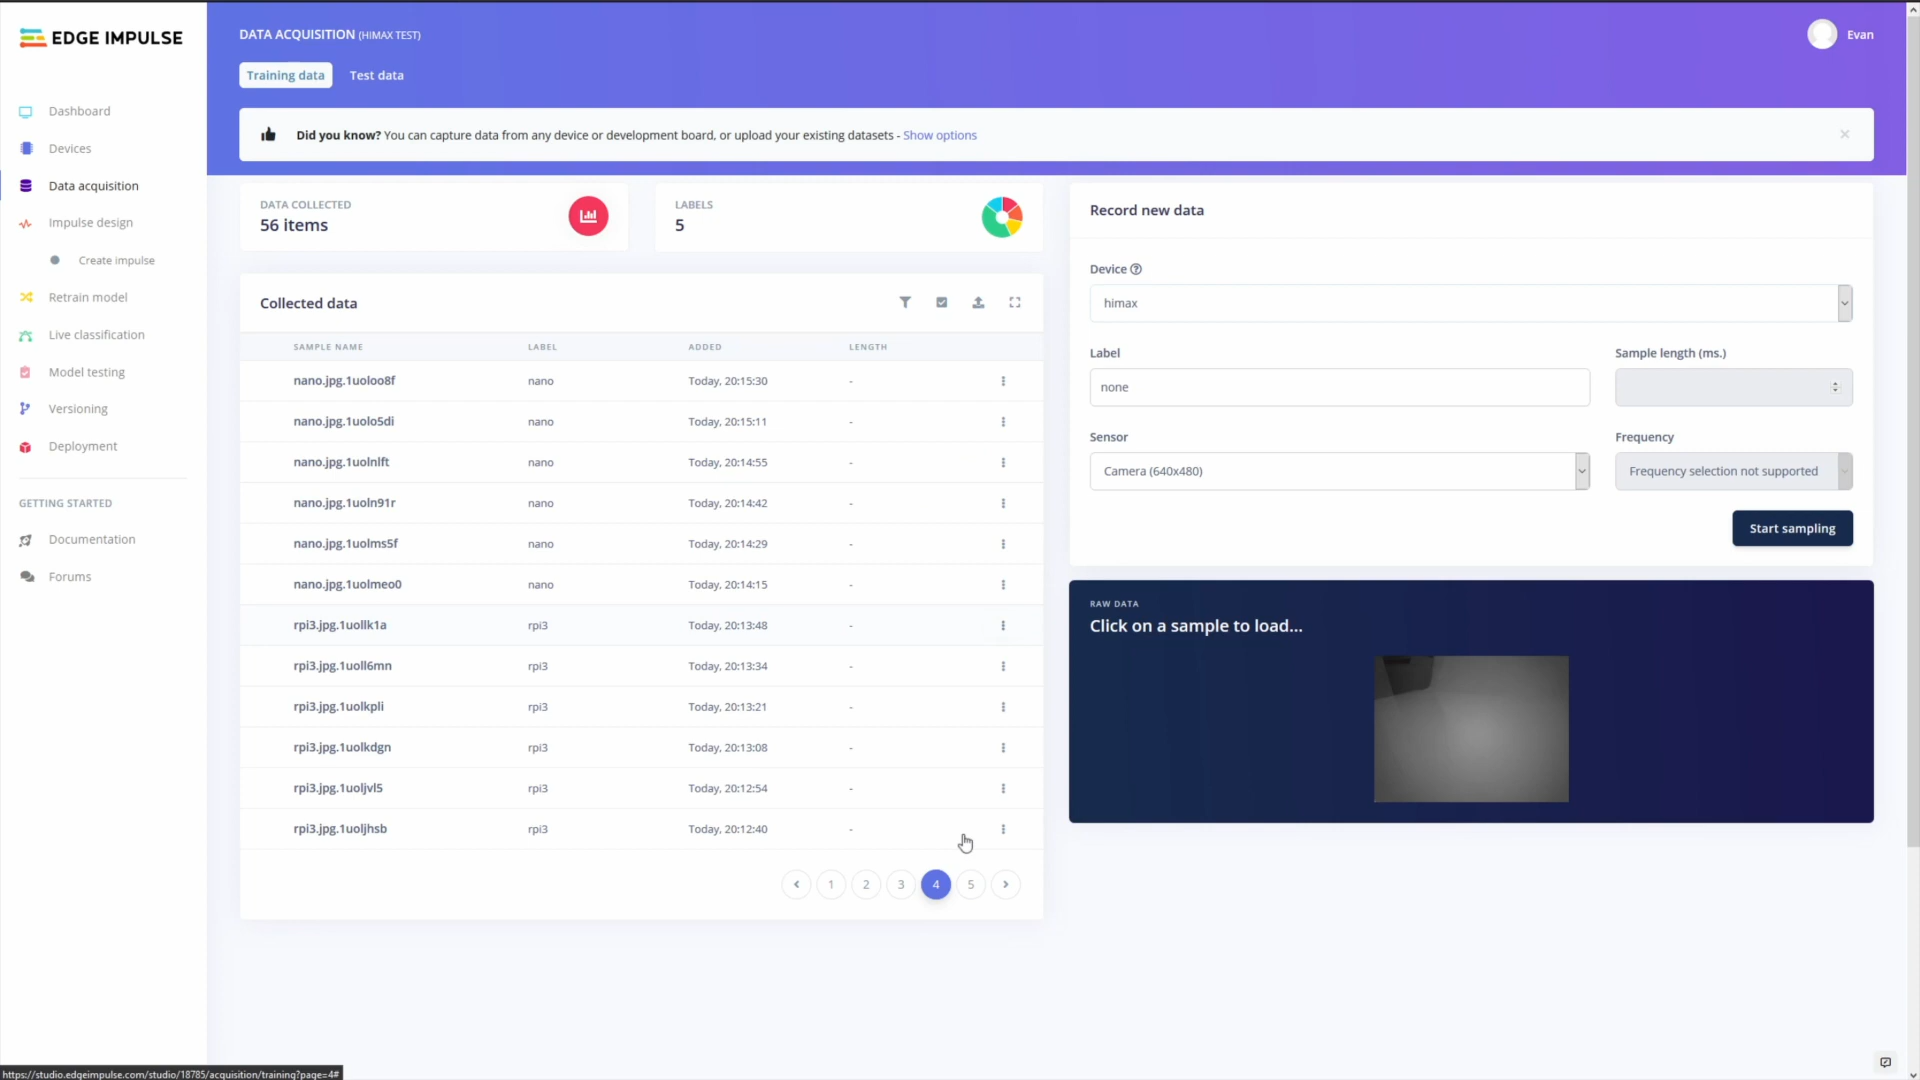 EDGE IMPULSE
DATA ACQUISITION (HIMAX TEST)
Evan
Training data
Test data
Did you know? You can capture data from any device or development board, or upload your existing datasets - Show options
Dashboard
Devices
Data acquisition
Impulse design
Create impulse
Retrain model
Live classification
Model testing
Versioning
Deployment
GETTING STARTED
Documentation
Forums
DATA COLLECTED
56 items
LABELS
5
Collected data
SAMPLE NAME LABEL ADDED LENGTH
nano.jpg.1uoloo8f nano Today, 20:15:30 -
nano.jpg.1uolo5di nano Today, 20:15:11 -
nano.jpg.1uolnlft nano Today, 20:14:55 -
nano.jpg.1uoln91r nano Today, 20:14:42 -
nano.jpg.1uolms5f nano Today, 20:14:29 -
nano.jpg.1uolmeo0 nano Today, 20:14:15 -
rpi3.jpg.1uollk1a rpi3 Today, 20:13:48 -
rpi3.jpg.1uoll6mn rpi3 Today, 20:13:34 -
rpi3.jpg.1uolkpli rpi3 Today, 20:13:21 -
rpi3.jpg.1uolkdgn rpi3 Today, 20:13:08 -
rpi3.jpg.1uoljvl5 rpi3 Today, 20:12:54 -
rpi3.jpg.1uoljhsb rpi3 Today, 20:12:40 -
1 2 3 4 5
Record new data
Device
himax
Label
none
Sample length (ms.)
Sensor
Camera (640x480)
Frequency
Frequency selection not supported
Start sampling
RAW DATA
Click on a sample to load...
https://studio.edgeimpulse.com/studio/18785/acquisition/training?page=4#